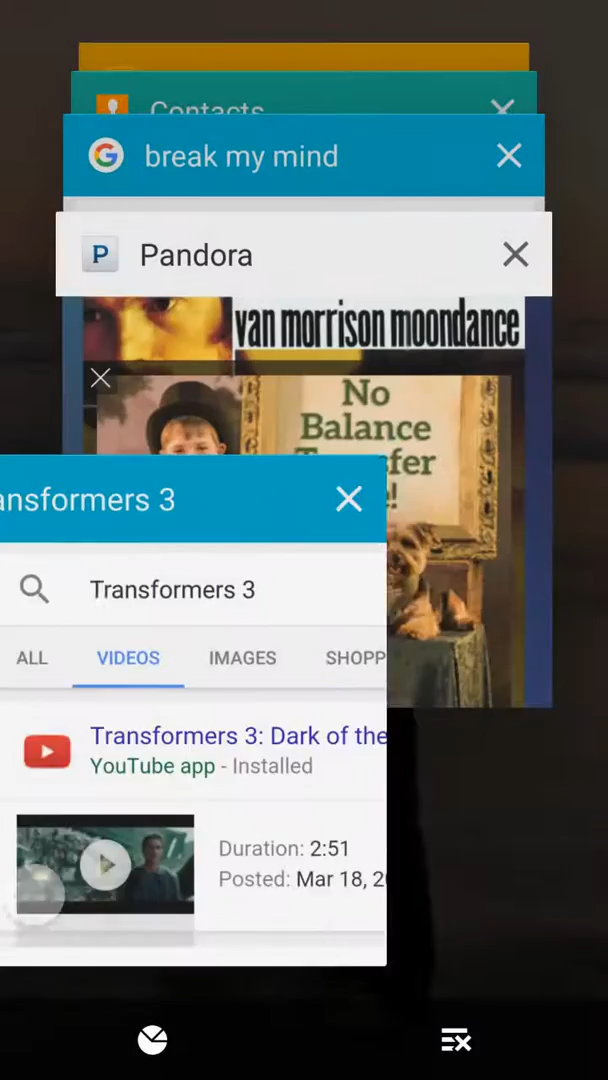 Contacts
break my mind
P Pandora
van morrison moondance
No
Balance
ansformers 3
Transformers 3
ALL VIDEOS IMAGES SHOPP
Transformers 3: Dark of the
YouTube app - Installed
Duration: 2:51
Posted: Mar 18, 2